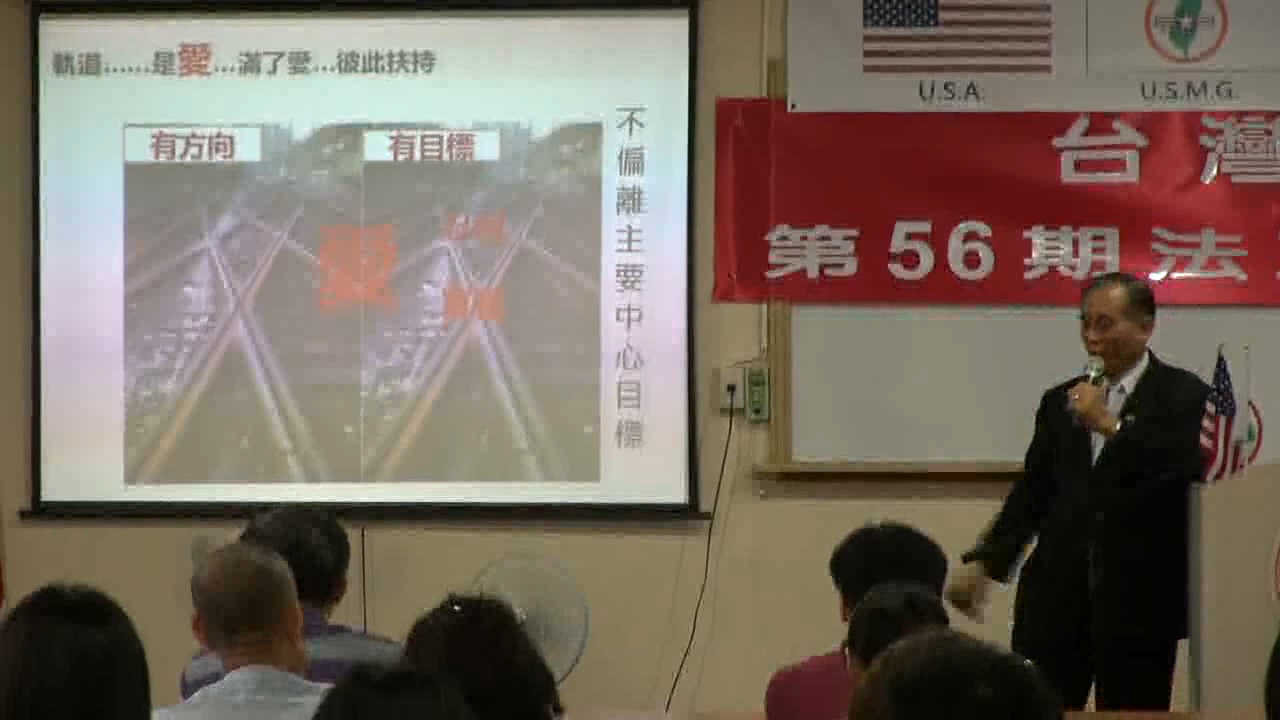 軌道......是愛...滿了愛...彼此扶持
有方向
有目標
愛
不偏離主要中心目標
U.S.A.
U.S.M.G.
台灣
第56期法